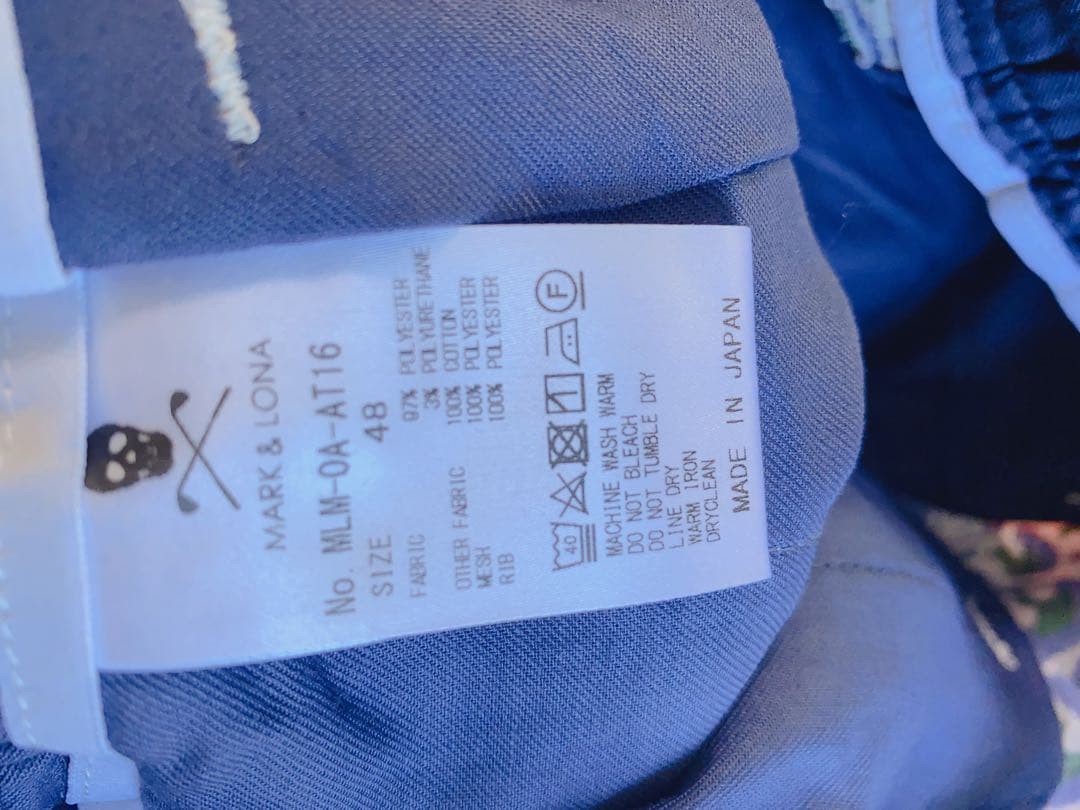 MARK & LONA
No. MLM-0A-AT16
SIZE 48
FABRIC 97% POLYESTER
3% POLYURETHANE
OTHER FABRIC 100% COTTON
MESH 100% POLYESTER
RIB 100% POLYESTER
40 F
MACHINE WASH WARM
DO NOT BLEACH
DO NOT TUMBLE DRY
LINE DRY
WARM IRON
DRYCLEAN
MADE IN JAPAN